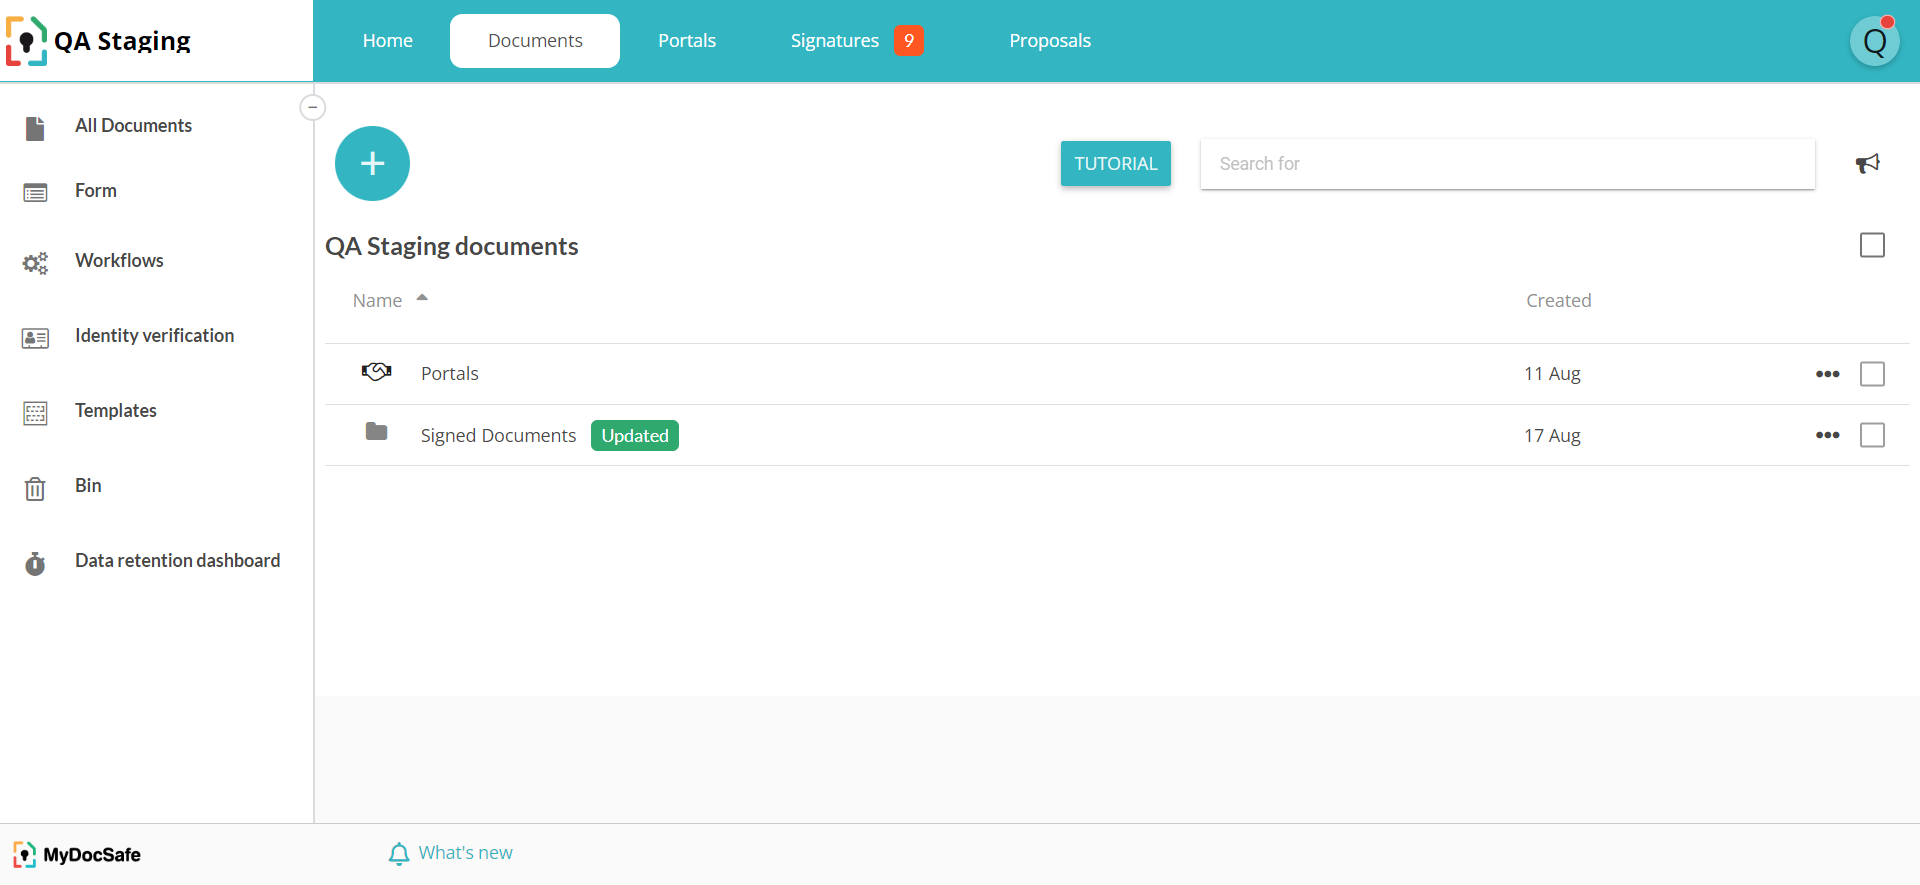 QA Staging
Home
Documents
Portals
Signatures 9
Proposals
Q
All Documents
Form
Workflows
Identity verification
Templates
Bin
Data retention dashboard
−
+
TUTORIAL
Search for
QA Staging documents
Name
Created
Portals
11 Aug
Signed Documents Updated
17 Aug
MyDocSafe
What's new